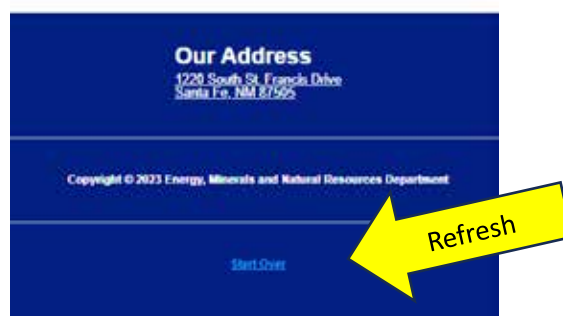 Our Address
1220 South St. Francis Drive
Santa Fe, NM 87505
Copyright © 2023 Energy, Minerals and Natural Resources Department
Refresh
Start Over